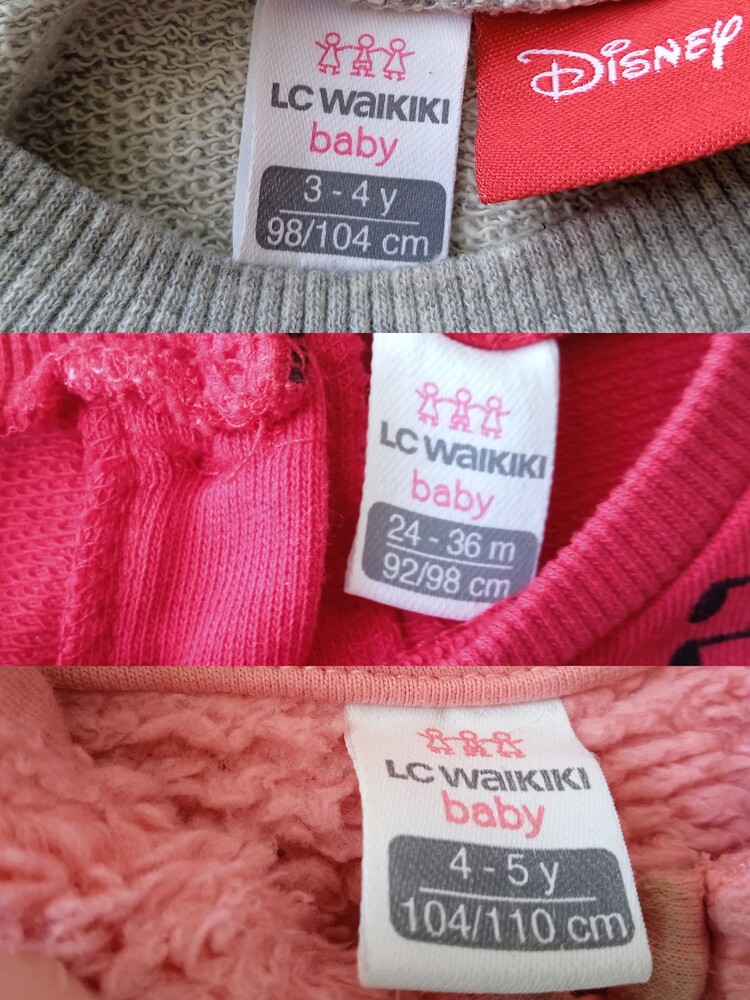 LC WAIKIKI
baby
3 - 4 y
98/104 cm
Disney
LC WAIKIKI
baby
24 - 36 m
92/98 cm
LC WAIKIKI
baby
4 - 5 y
104/110 cm